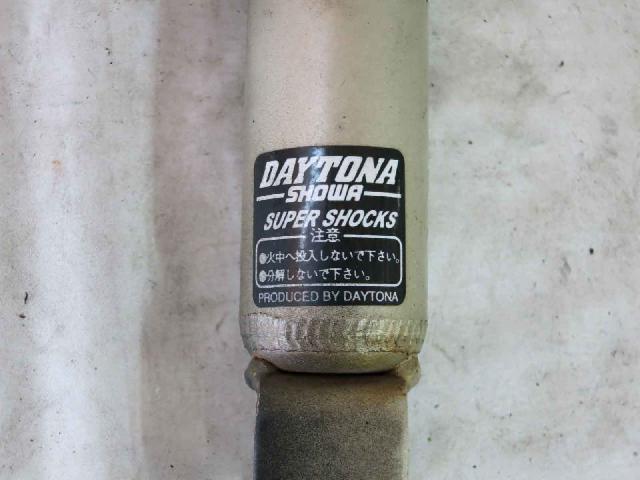 DAYTONA
SHOWA
SUPER SHOCKS
注意
●火中へ投入しないで下さい。
●分解しないで下さい。
PRODUCED BY DAYTONA